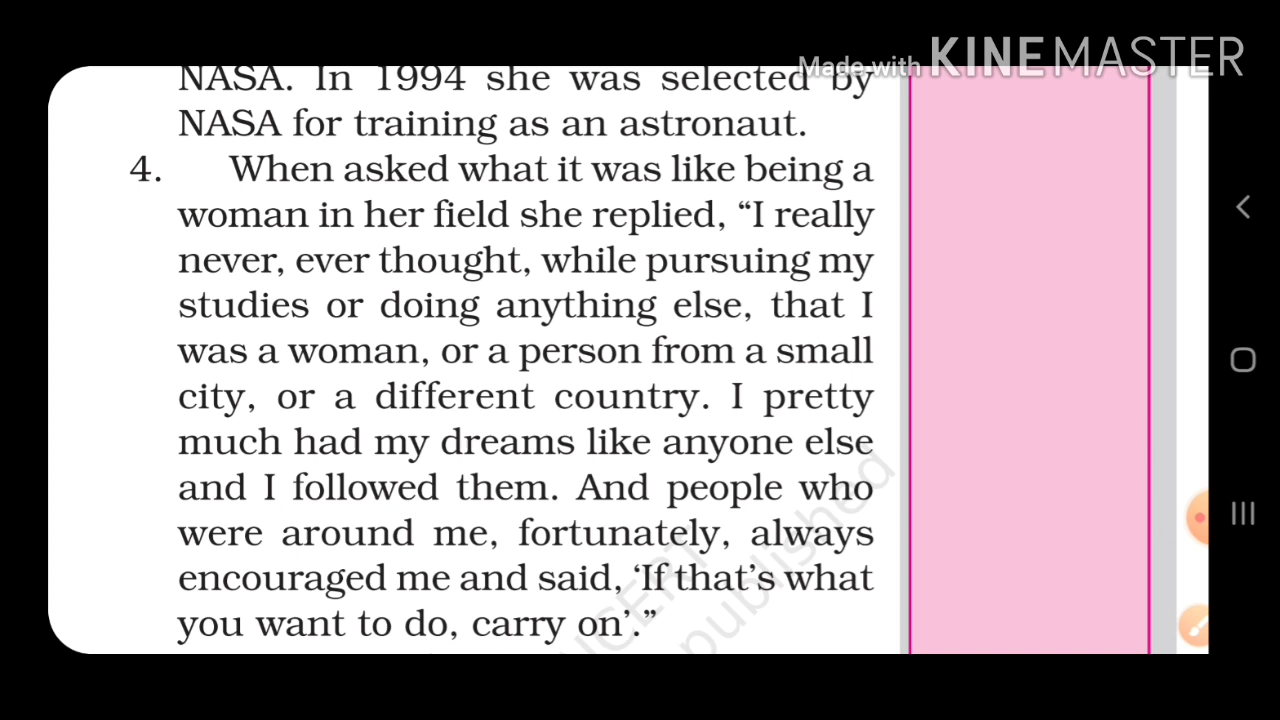 Made with KINEMASTER
NASA. In 1994 she was selected by
NASA for training as an astronaut.
4. When asked what it was like being a
woman in her field she replied, “I really
never, ever thought, while pursuing my
studies or doing anything else, that I
was a woman, or a person from a small
city, or a different country. I pretty
much had my dreams like anyone else
and I followed them. And people who
were around me, fortunately, always
encouraged me and said, ‘If that’s what
you want to do, carry on’.”
NCERT
published